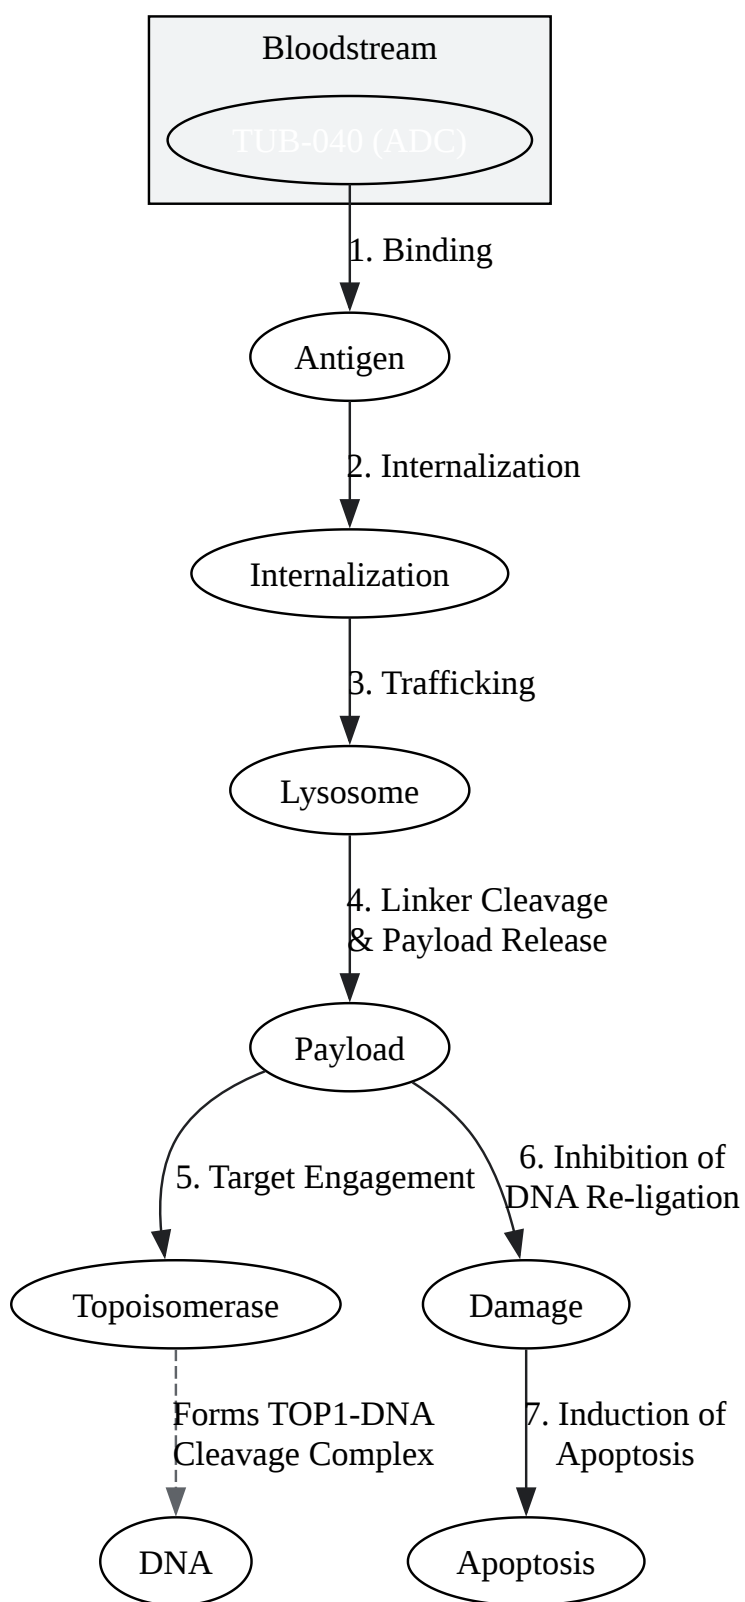 Bloodstream
TUB-040 (ADC)
1. Binding
Antigen
2. Internalization
Internalization
3. Trafficking
Lysosome
4. Linker Cleavage
& Payload Release
Payload
5. Target Engagement
6. Inhibition of
DNA Re-ligation
Topoisomerase
Damage
Forms TOP1-DNA
Cleavage Complex
7. Induction of
Apoptosis
DNA
Apoptosis